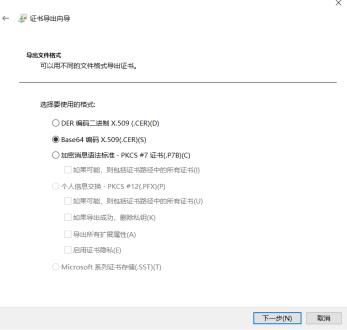 证书导出向导
导出文件格式
可以用不同的文件格式导出证书。
选择要使用的格式:
DER 编码二进制 X.509 (.CER)(D)
Base64 编码 X.509(.CER)(S)
加密消息语法标准 - PKCS #7 证书(.P7B)(C)
如果可能，则包括证书路径中的所有证书(I)
个人信息交换 - PKCS #12(.PFX)(P)
如果可能，则包括证书路径中的所有证书(U)
如果导出成功，删除私钥(K)
导出所有扩展属性(A)
启用证书隐私(E)
Microsoft 系列证书存储(.SST)(T)
下一步(N)
取消